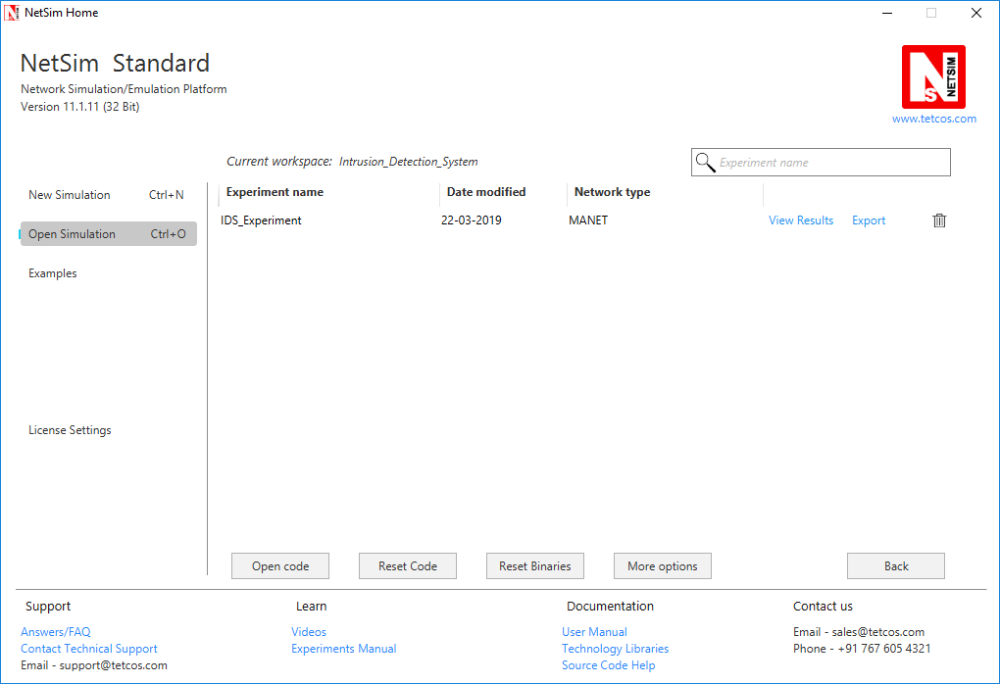 NetSim Home
NetSim Standard
Network Simulation/Emulation Platform
Version 11.1.11 (32 Bit)
NS NETSIM
www.tetcos.com
Current workspace: Intrusion_Detection_System
Experiment name
New Simulation Ctrl+N
Open Simulation Ctrl+O
Examples
License Settings
Experiment name Date modified Network type
IDS_Experiment 22-03-2019 MANET View Results Export
Open code Reset Code Reset Binaries More options Back
Support
Answers/FAQ
Contact Technical Support
Email - support@tetcos.com
Learn
Videos
Experiments Manual
Documentation
User Manual
Technology Libraries
Source Code Help
Contact us
Email - sales@tetcos.com
Phone - +91 767 605 4321